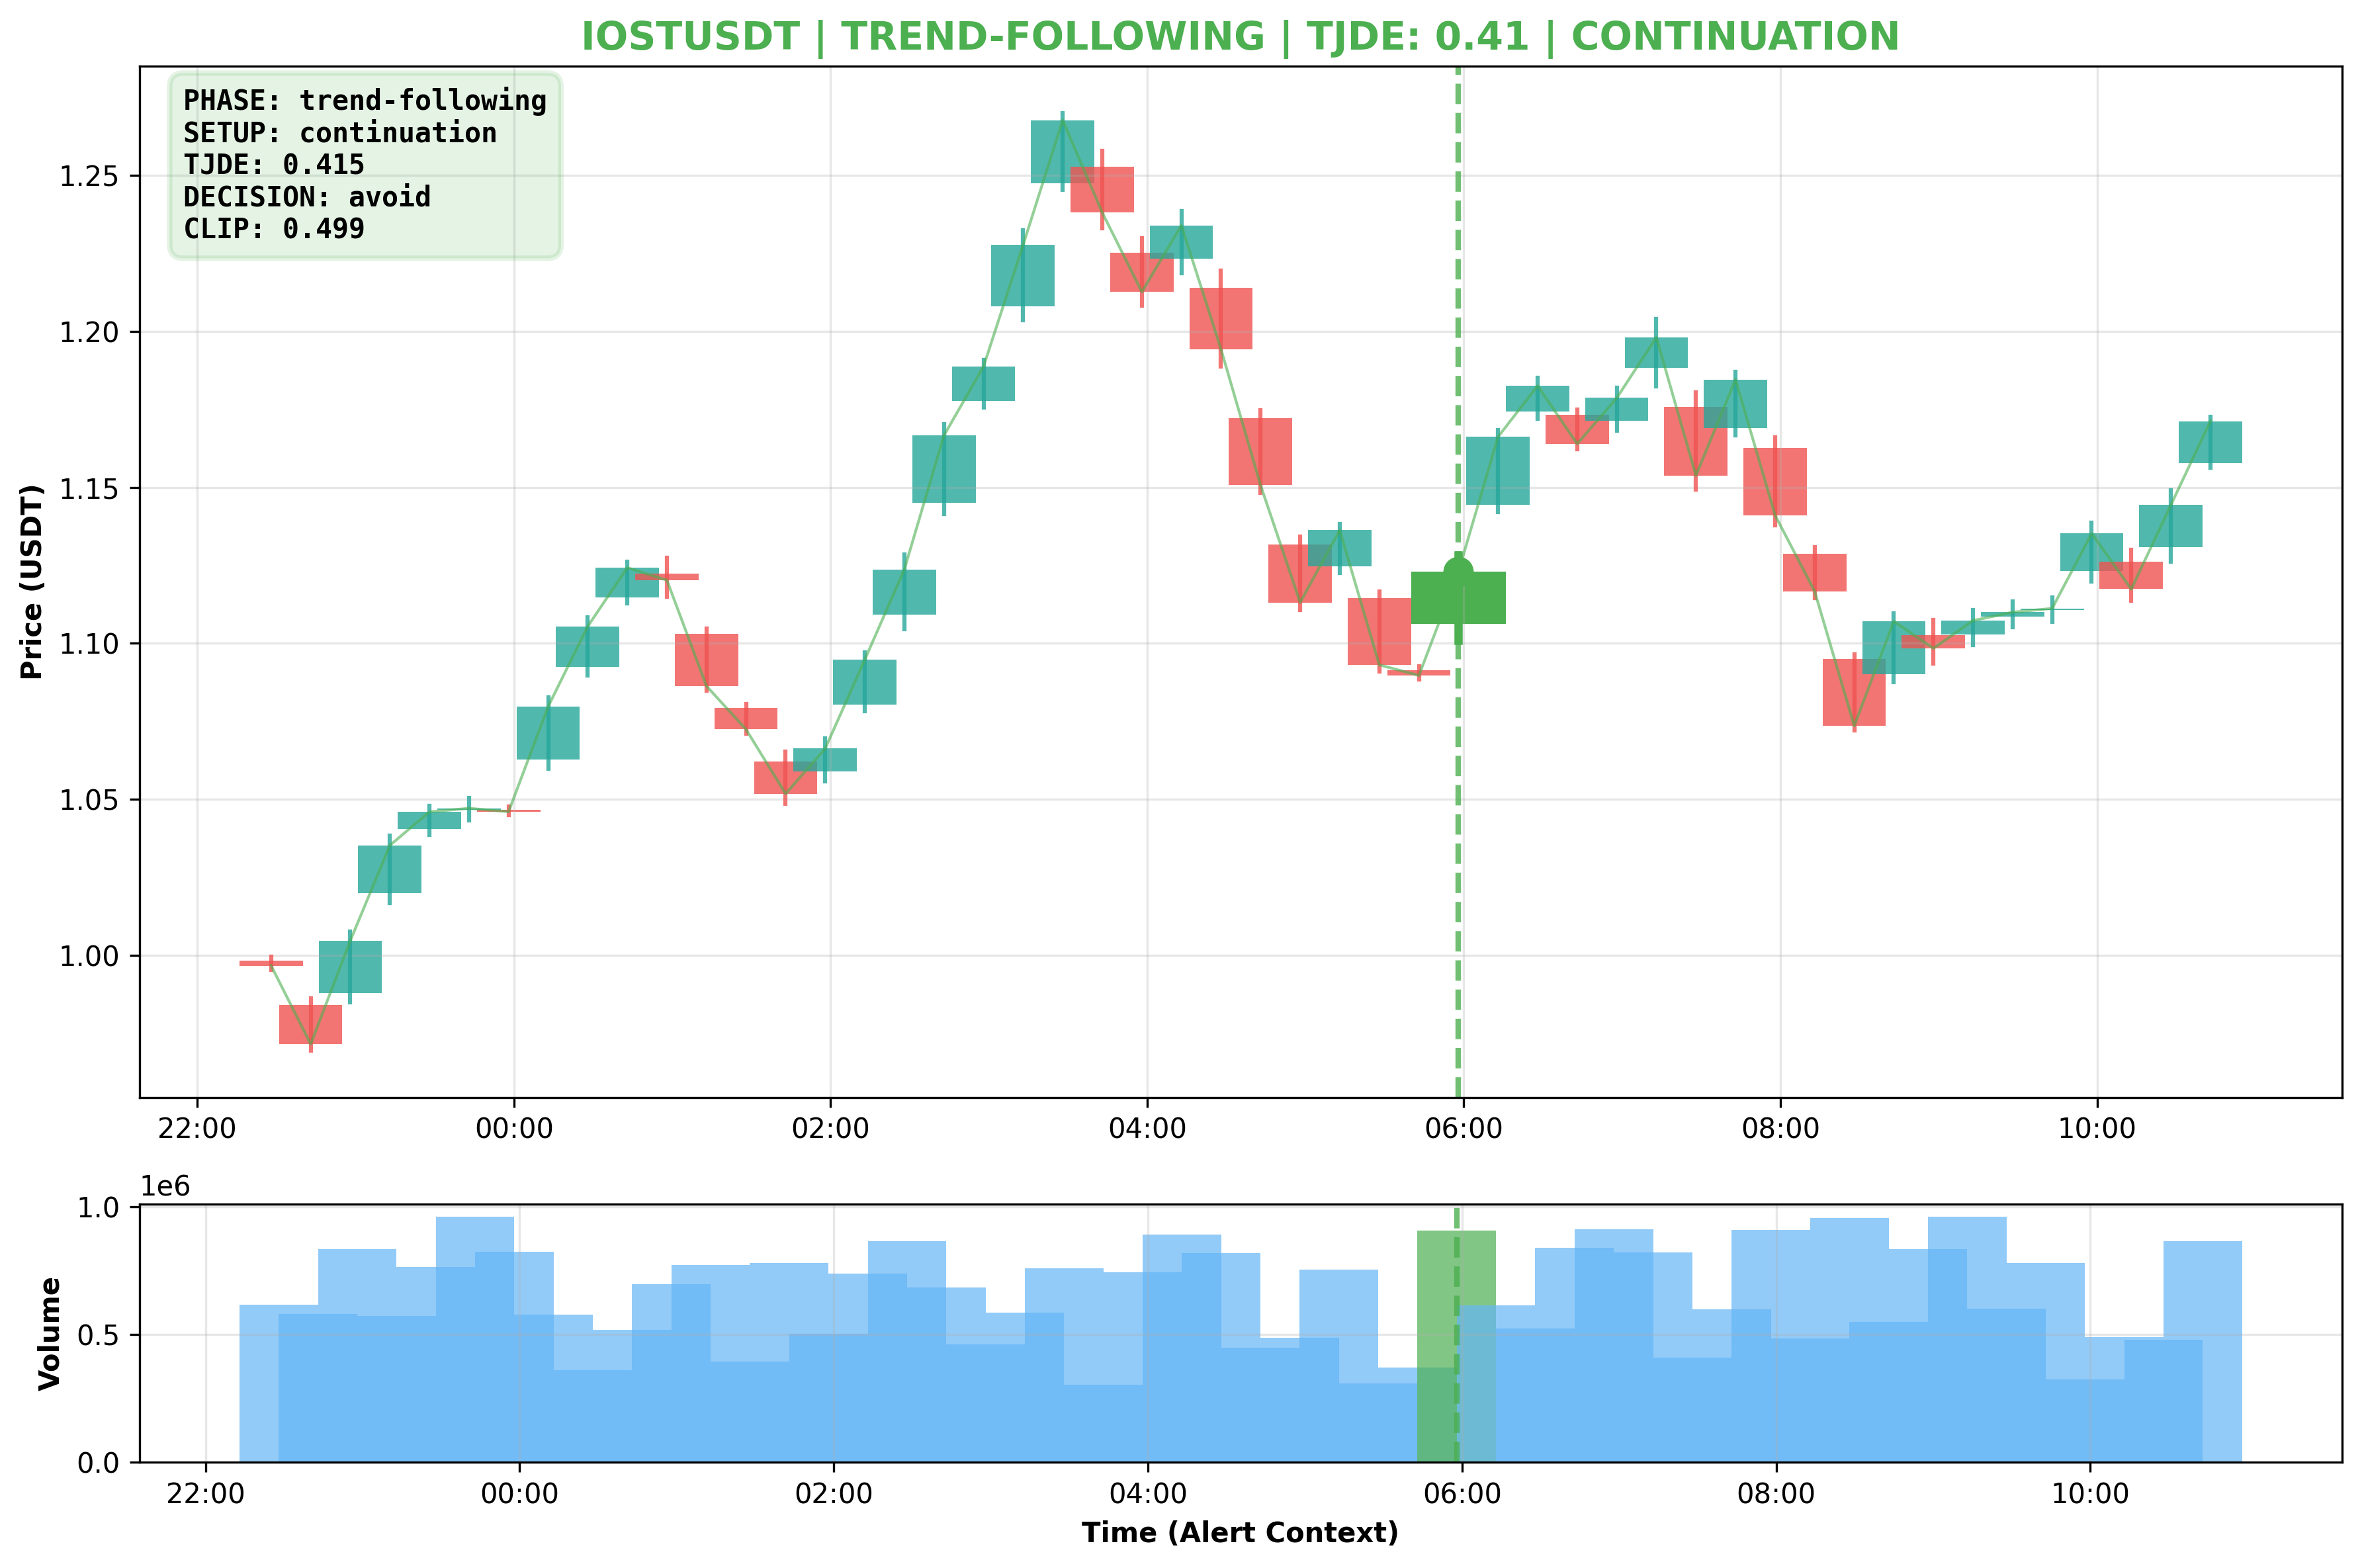 IOSTUSDT | TREND-FOLLOWING | TJDE: 0.41 | CONTINUATION
PHASE: trend-following
SETUP: continuation
TJDE: 0.415
DECISION: avoid
CLIP: 0.499
Price (USDT)
1.25
1.20
1.15
1.10
1.05
1.00
22:00 00:00 02:00 04:00 06:00 08:00 10:00
1e6
Volume
1.0
0.5
0.0
22:00 00:00 02:00 04:00 06:00 08:00 10:00
Time (Alert Context)